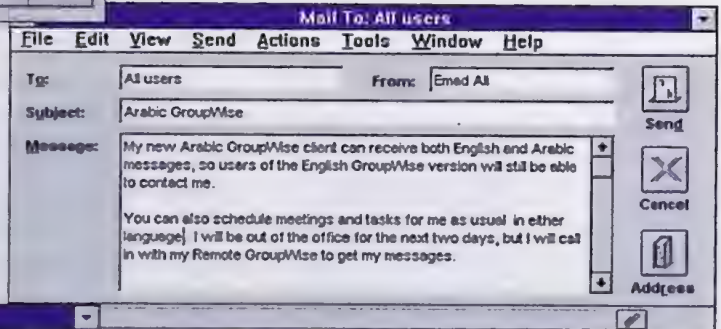 Mail To: All users
File Edit View Send Actions Tools Window Help
To: All users From: Emad Ali
Subject: Arabic GroupWise
Send
Message: My new Arabic GroupWise client can receive both English and Arabic
messages, so users of the English GroupWise version will still be able
to contact me.
Cancel
You can also schedule meetings and tasks for me as usual in either
language. I will be out of the office for the next two days, but I will call
in with my Remote GroupWise to get my messages.
Address